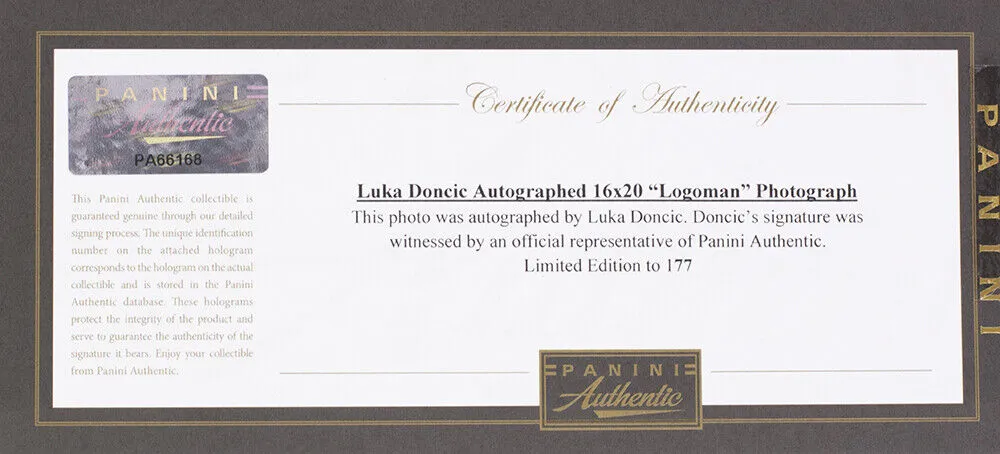 PANINI
Authentic
PA66168
Certificate of Authenticity
This Panini Authentic collectible is
guaranteed genuine through our detailed
signing process. The unique identification
number on the attached hologram
corresponds to the hologram on the actual
collectible and is stored in the Panini
Authentic database. These holograms
protect the integrity of the product and
serve to guarantee the authenticity of the
signature it bears. Enjoy your collectible
from Panini Authentic.
Luka Doncic Autographed 16x20 “Logoman” Photograph
This photo was autographed by Luka Doncic. Doncic’s signature was
witnessed by an official representative of Panini Authentic.
Limited Edition to 177
PANINI
Authentic
PANINI